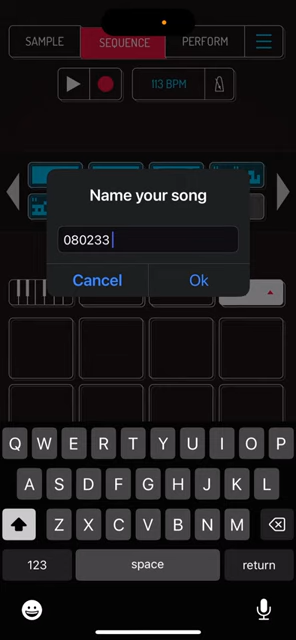 SAMPLE SEQUENCE PERFORM
113 BPM
Name your song
080233
Cancel Ok
Q W E R T Y U I O P
A S D F G H J K L
Z X C V B N M
123 space return